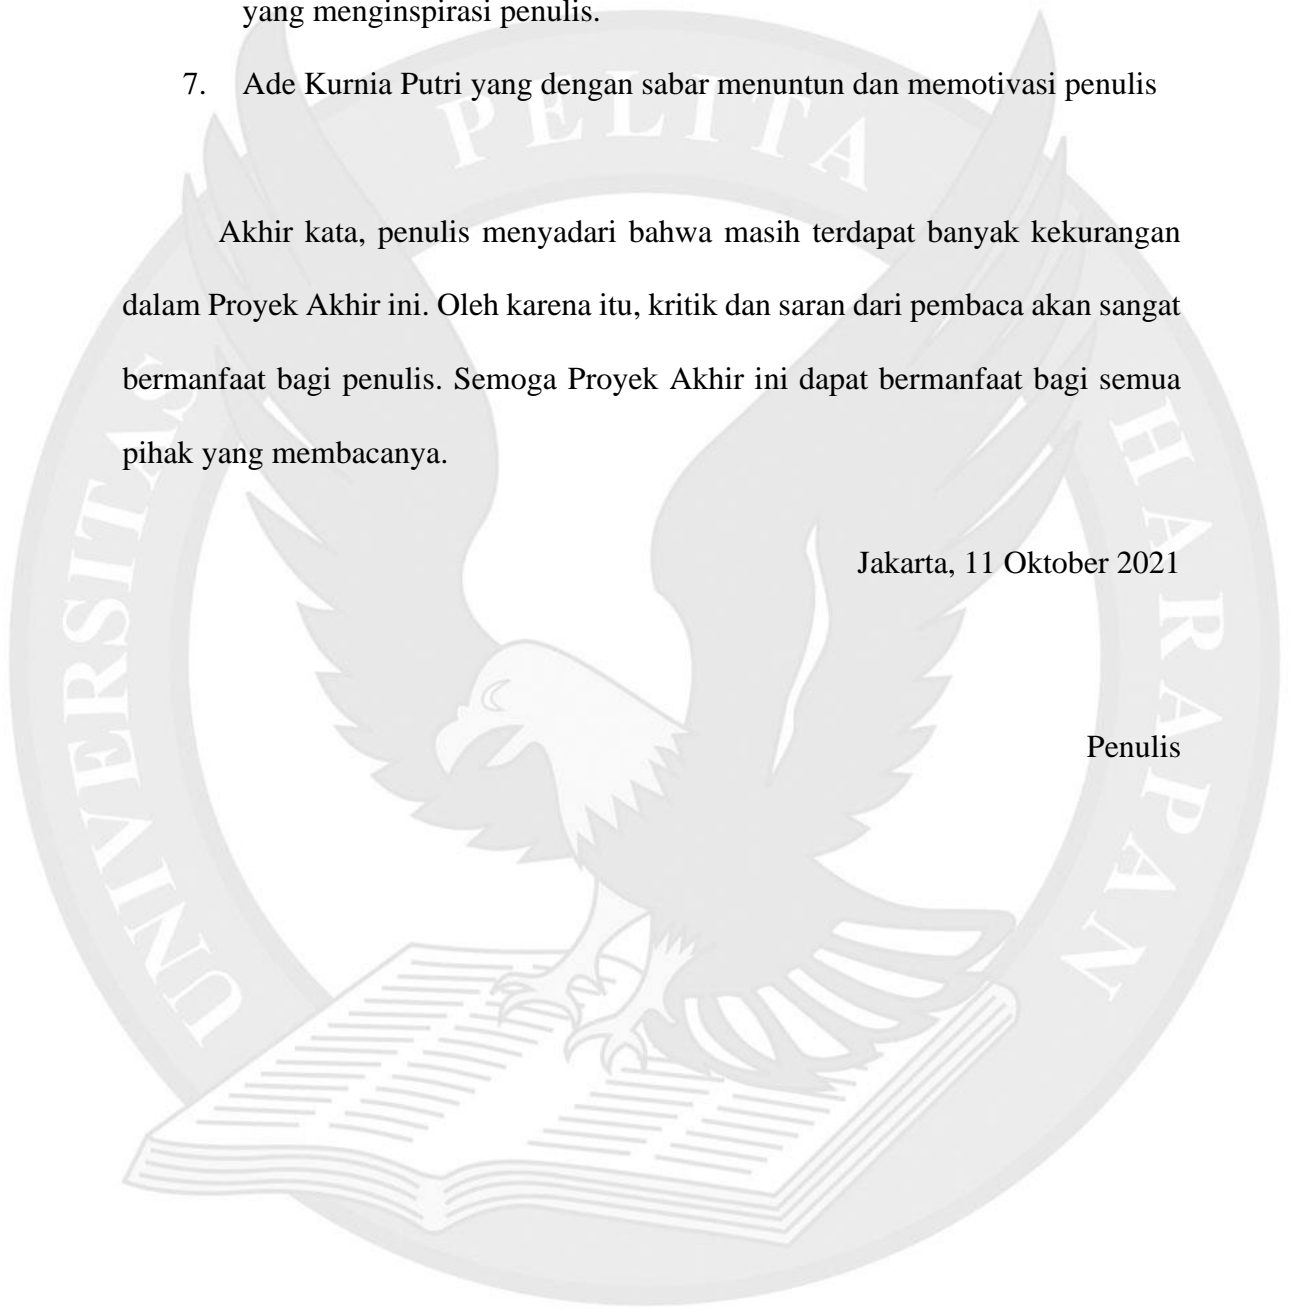 yang menginspirasi penulis.
7. Ade Kurnia Putri yang dengan sabar menuntun dan memotivasi penulis
Akhir kata, penulis menyadari bahwa masih terdapat banyak kekurangan
dalam Proyek Akhir ini. Oleh karena itu, kritik dan saran dari pembaca akan sangat
bermanfaat bagi penulis. Semoga Proyek Akhir ini dapat bermanfaat bagi semua
pihak yang membacanya.
Jakarta, 11 Oktober 2021
Penulis
UNIVERSITAS PELITA HARAPAN